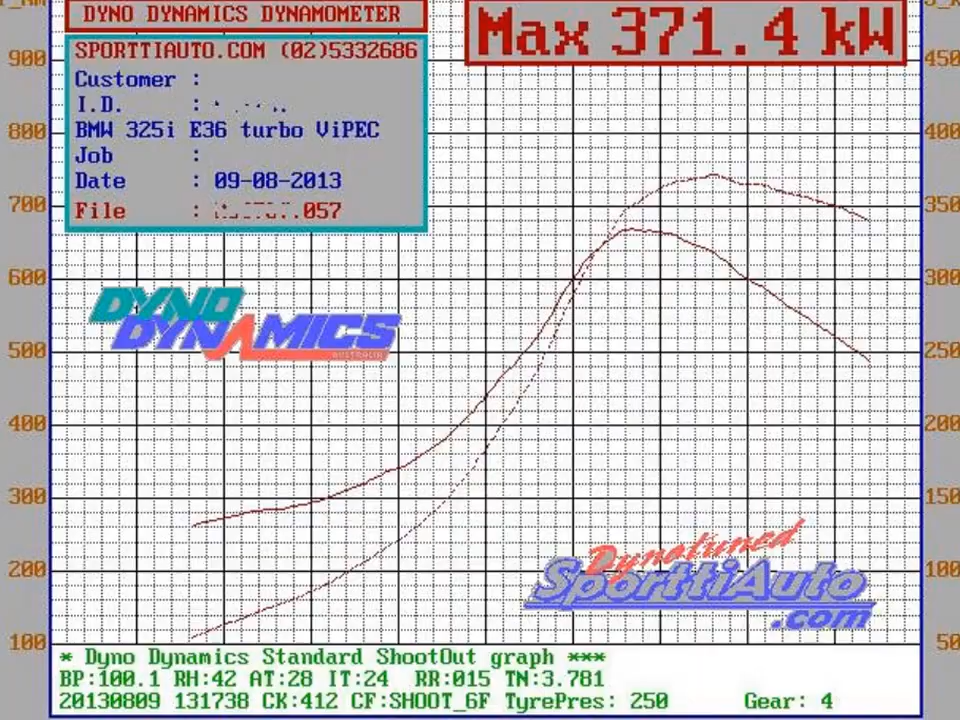 DYNO DYNAMICS DYNAMOMETER
Max 371.4 kW
SPORTTIAUTO.COM (02)5332686
Customer :
I.D. :
BMW 325i E36 turbo ViPEC
Job :
Date : 09-08-2013
File : .057
900 450
800 400
700 350
600 300
500 250
400 200
300 150
200 100
100 50
DYNO
DYNAMICS
AUSTRALIA
Dynotuned
SporttiAuto
.com
* Dyno Dynamics Standard ShootOut graph ***
BP:100.1 RH:42 AT:28 IT:24 RR:015 TN:3.781
20130809 131738 CK:412 CF:SHOOT_6F TyrePres: 250 Gear: 4